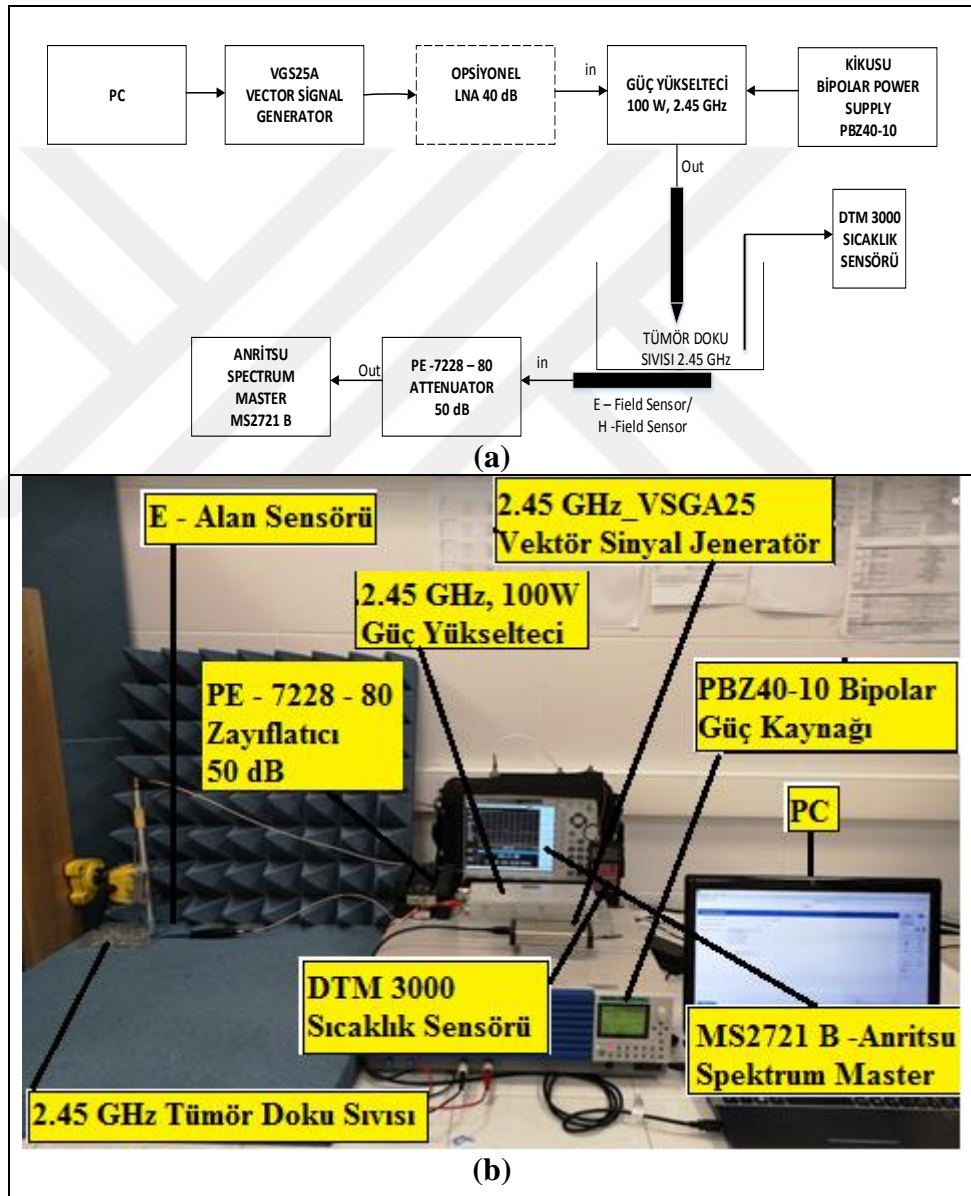 PC
VGS25A
VECTOR SİGNAL
GENERATOR
OPSİYONEL
LNA 40 dB
in
GÜÇ YÜKSELTECİ
100 W, 2.45 GHz
KİKUSU
BİPOLAR POWER
SUPPLY
PBZ40-10
Out
DTM 3000
SICAKLIK
SENSÖRÜ
TÜMÖR DOKU
SIVISI 2.45 GHz
ANRİTSU
SPECTRUM
MASTER
MS2721 B
Out
PE -7228 – 80
ATTENUATOR
50 dB
in
E – Field Sensor/
H -Field Sensor
(a)
E - Alan Sensörü
2.45 GHz_VSGA25
Vektör Sinyal Jeneratör
2.45 GHz, 100W
Güç Yükselteci
PE - 7228 - 80
Zayıflatıcı
50 dB
PBZ40-10 Bipolar
Güç Kaynağı
PC
DTM 3000
Sıcaklık Sensörü
MS2721 B -Anritsu
Spektrum Master
2.45 GHz Tümör Doku Sıvısı
(b)